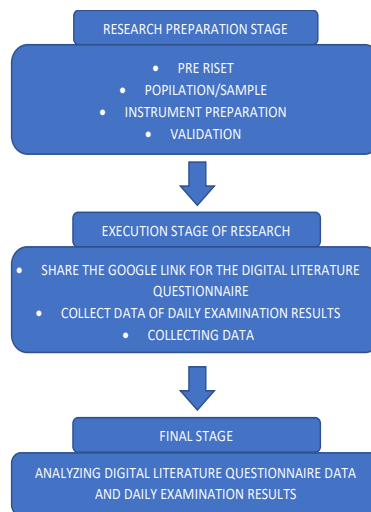 RESEARCH PREPARATION STAGE
• PRE RISET
• POPILATION/SAMPLE
• INSTRUMENT PREPARATION
• VALIDATION
EXECUTION STAGE OF RESEARCH
• SHARE THE GOOGLE LINK FOR THE DIGITAL LITERATURE
QUESTIONNAIRE
• COLLECT DATA OF DAILY EXAMINATION RESULTS
• COLLECTING DATA
FINAL STAGE
ANALYZING DIGITAL LITERATURE QUESTIONNAIRE DATA
AND DAILY EXAMINATION RESULTS